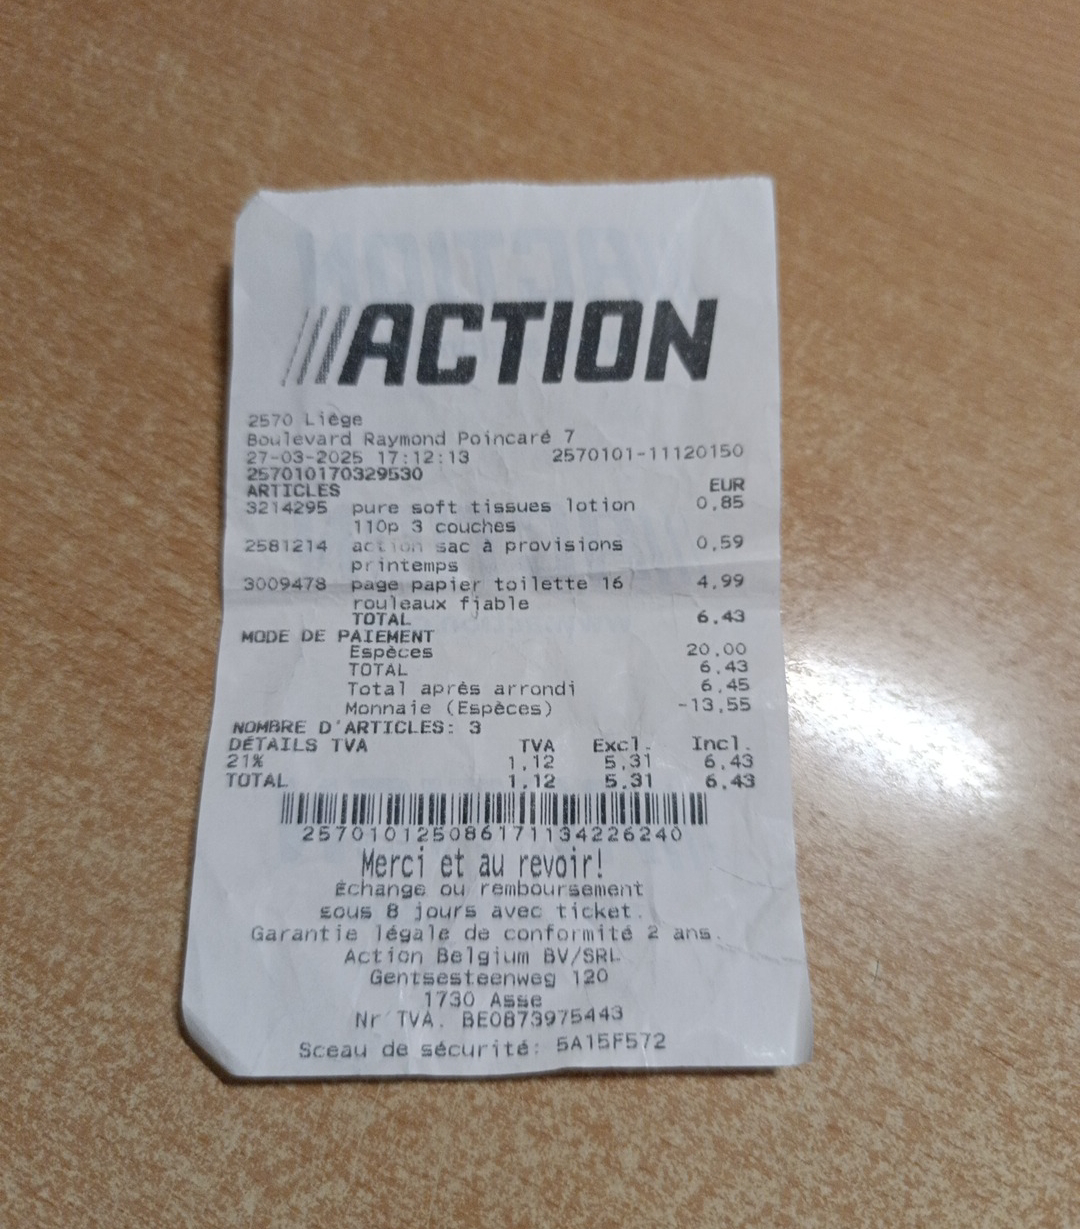 ACTION
2570 Liège
Boulevard Raymond Poincaré 7
27-03-2025 17:12:13 2570101-11120150
257010170329530
ARTICLES EUR
3214295 pure soft tissues lotion 0,85
110p 3 couches
2581214 action sac à provisions 0,59
printemps
3009478 page papier toilette 16 4,99
rouleaux fjable
TOTAL 6,43
MODE DE PAIEMENT
Espèces 20,00
TOTAL 6,43
Total après arrondi 6,45
Monnaie (Espèces) -13,55
NOMBRE D'ARTICLES: 3
DÉTAILS TVA TVA Excl. Incl.
21% 1,12 5,31 6,43
TOTAL 1,12 5,31 6,43
257010125086171134226240
Merci et au revoir!
Échange ou remboursement
sous 8 jours avec ticket.
Garantie légale de conformité 2 ans.
Action Belgium BV/SRL
Gentsesteenweg 120
1730 Asse
Nr TVA. BE0873975443
Sceau de sécurité: 5A15F572